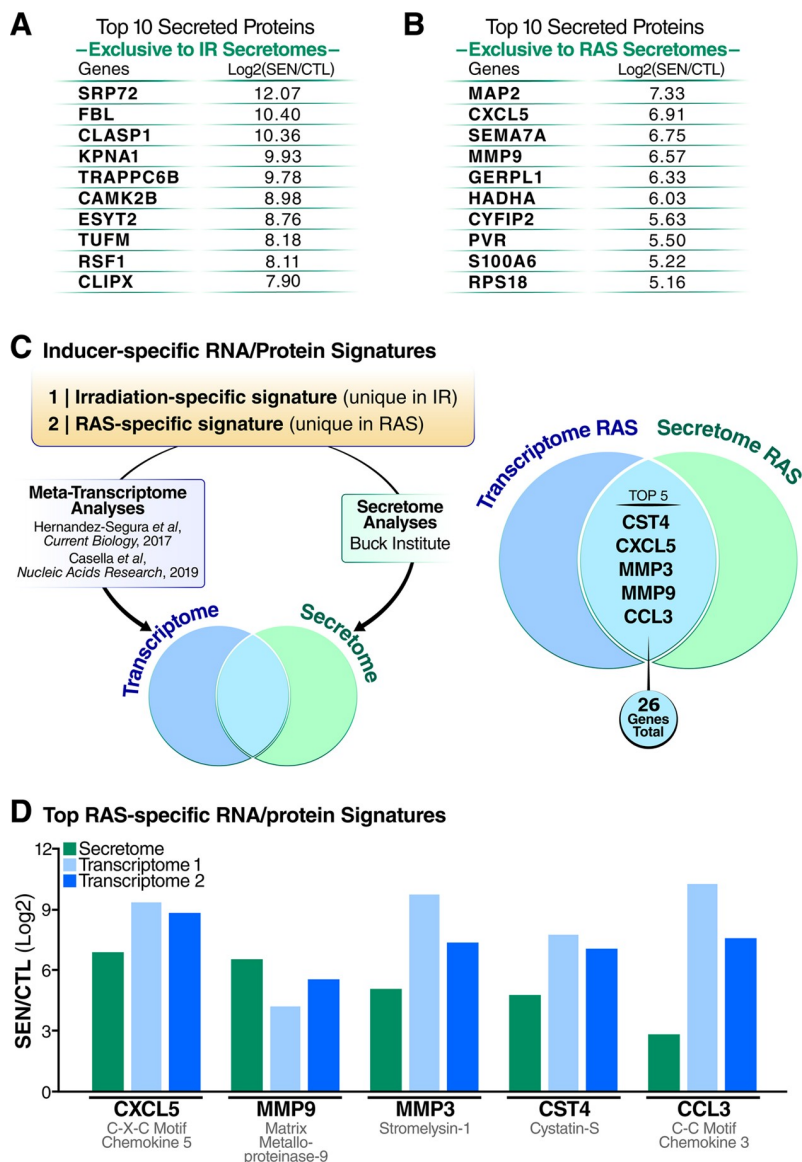 A Top 10 Secreted Proteins
–Exclusive to IR Secretomes–
Genes Log2(SEN/CTL)
SRP72 12.07
FBL 10.40
CLASP1 10.36
KPNA1 9.93
TRAPPC6B 9.78
CAMK2B 8.98
ESYT2 8.76
TUFM 8.18
RSF1 8.11
CLIPX 7.90
B Top 10 Secreted Proteins
–Exclusive to RAS Secretomes–
Genes Log2(SEN/CTL)
MAP2 7.33
CXCL5 6.91
SEMA7A 6.75
MMP9 6.57
GERPL1 6.33
HADHA 6.03
CYFIP2 5.63
PVR 5.50
S100A6 5.22
RPS18 5.16
C Inducer-specific RNA/Protein Signatures
1 | Irradiation-specific signature (unique in IR)
2 | RAS-specific signature (unique in RAS)
Meta-Transcriptome
Analyses
Hernandez-Segura et al,
Current Biology, 2017
Casella et al,
Nucleic Acids Research, 2019
Secretome
Analyses
Buck Institute
Transcriptome
Secretome
Transcriptome RAS
Secretome RAS
TOP 5
CST4
CXCL5
MMP3
MMP9
CCL3
26
Genes
Total
D Top RAS-specific RNA/protein Signatures
SEN/CTL (Log2)
12
9
6
3
0
Secretome
Transcriptome 1
Transcriptome 2
CXCL5
C-X-C Motif
Chemokine 5
MMP9
Matrix
Metallo-
proteinase-9
MMP3
Stromelysin-1
CST4
Cystatin-S
CCL3
C-C Motif
Chemokine 3